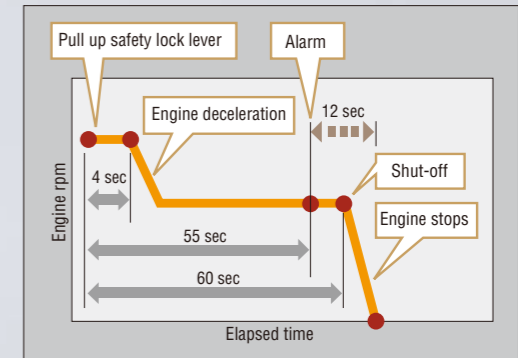 Pull up safety lock lever
Alarm
Engine deceleration
12 sec
4 sec
Shut-off
Engine stops
55 sec
60 sec
Engine rpm
Elapsed time